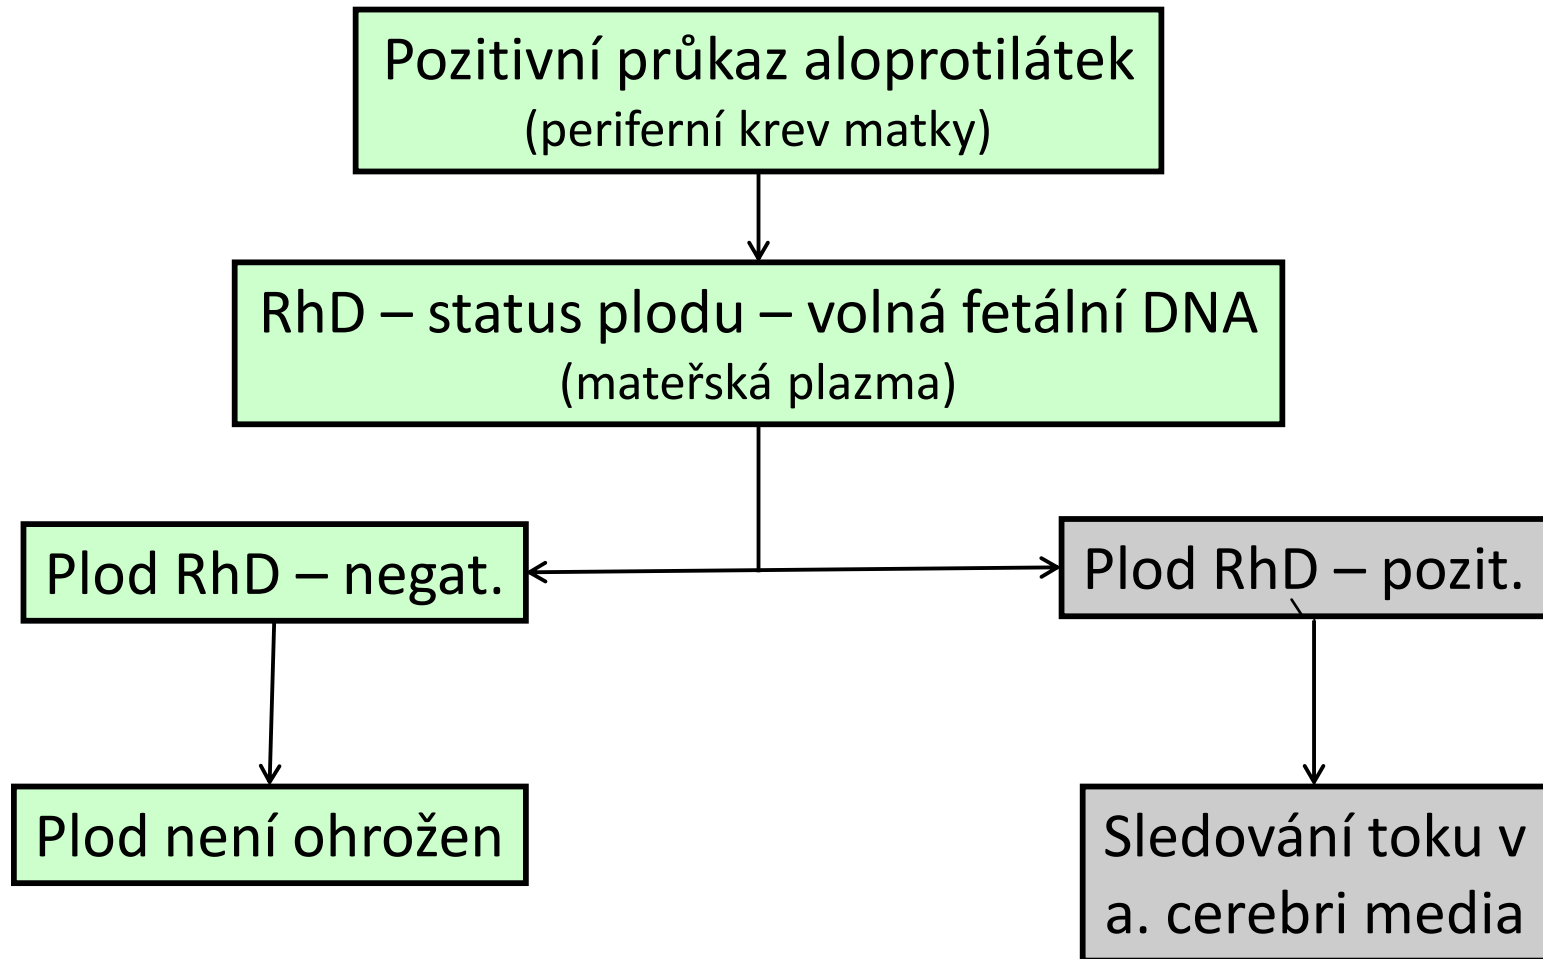 Pozitivní průkaz aloprotilátek
(periferní krev matky)
RhD – status plodu – volná fetální DNA
(mateřská plazma)
Plod RhD – negat.
Plod RhD – pozit.
Plod není ohrožen
Sledování toku v
a. cerebri media